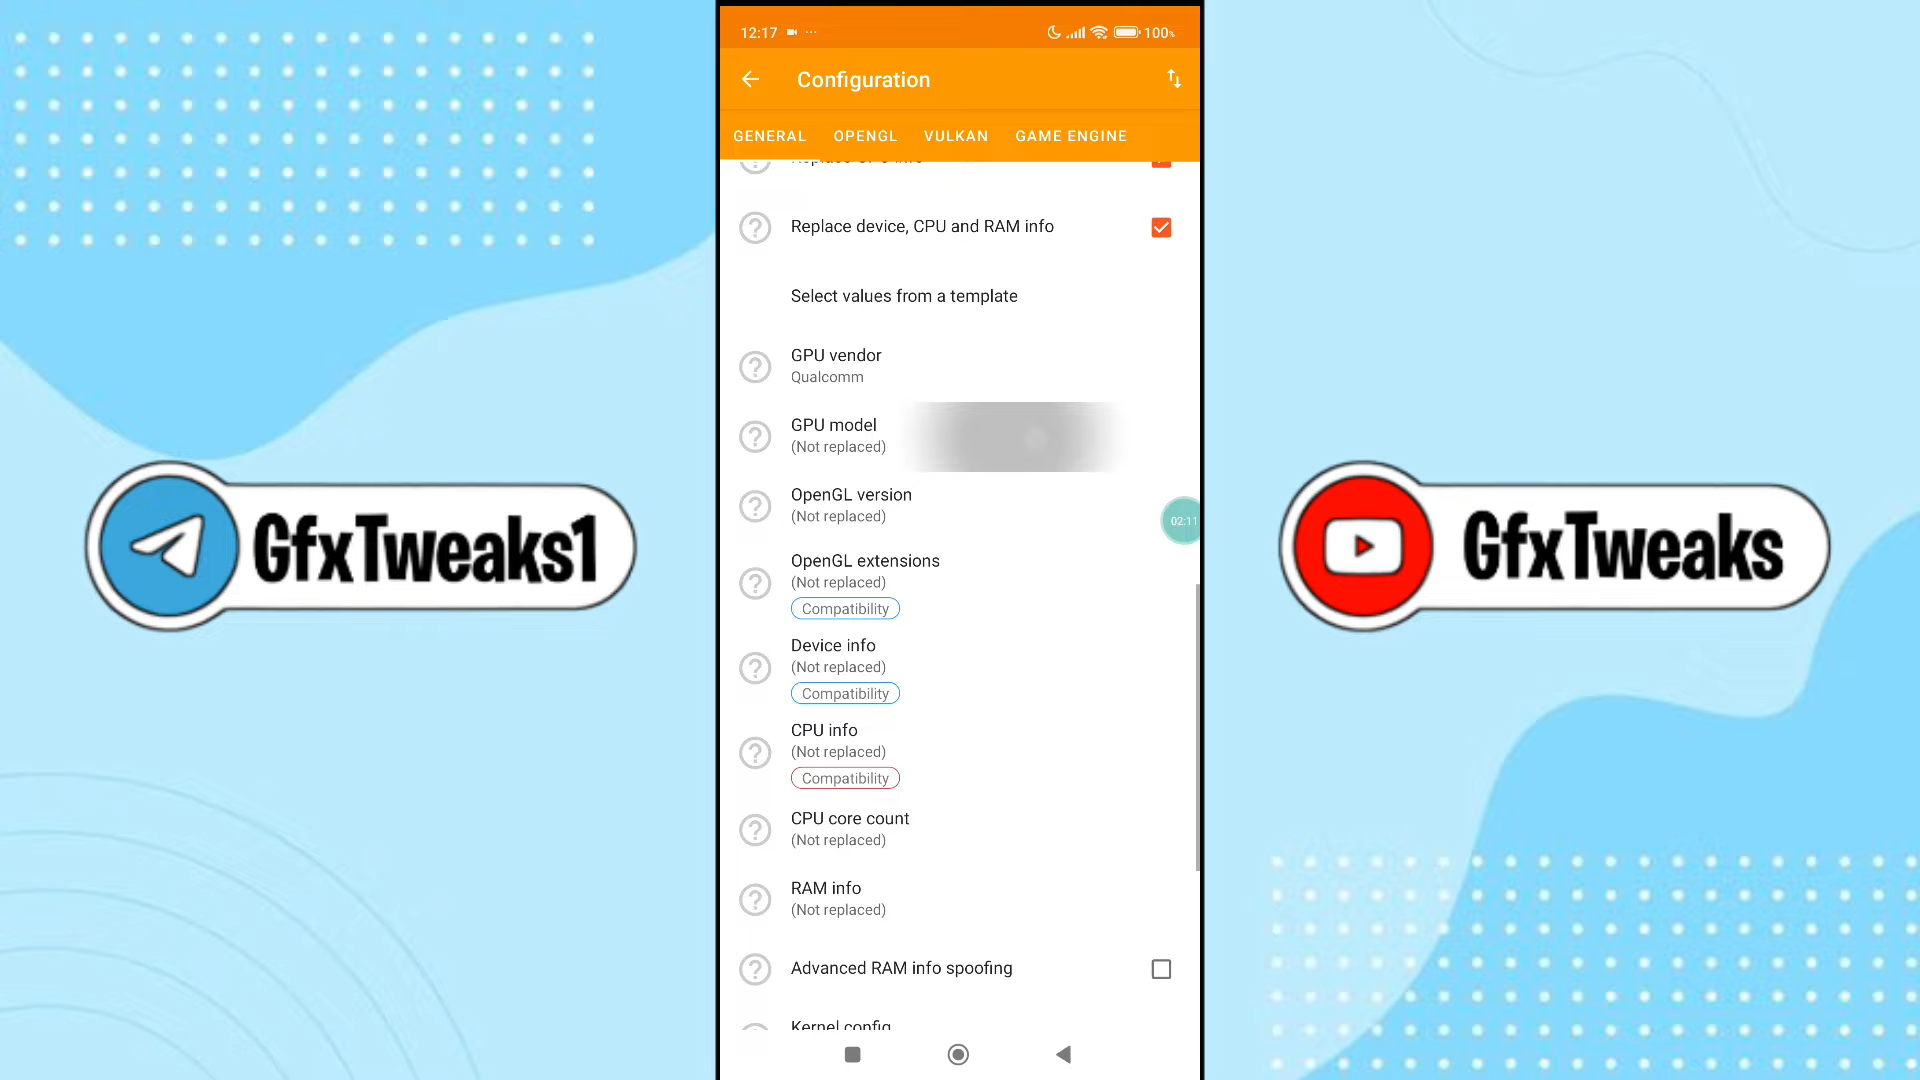 12:17
100%
Configuration
GENERAL OPENGL VULKAN GAME ENGINE
Replace GPU info
Replace device, CPU and RAM info
Select values from a template
GPU vendor
Qualcomm
GPU model
(Not replaced)
OpenGL version
(Not replaced)
02:11
OpenGL extensions
(Not replaced)
Compatibility
Device info
(Not replaced)
Compatibility
CPU info
(Not replaced)
Compatibility
CPU core count
(Not replaced)
RAM info
(Not replaced)
Advanced RAM info spoofing
Kernel config
GfxTweaks1
GfxTweaks